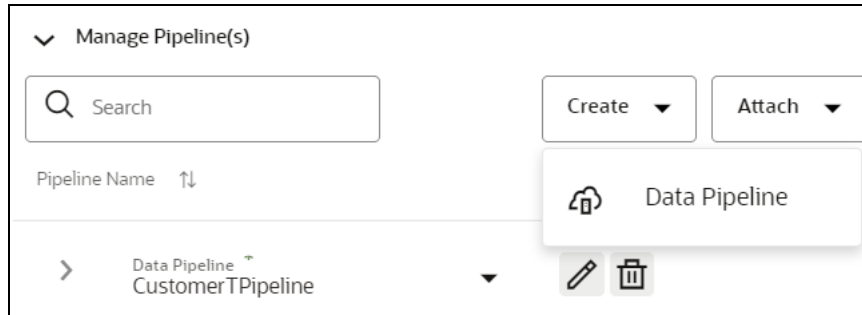 Manage Pipeline(s)
Search
Create
Attach
Pipeline Name
Data Pipeline
Data Pipeline
CustomerTPipeline